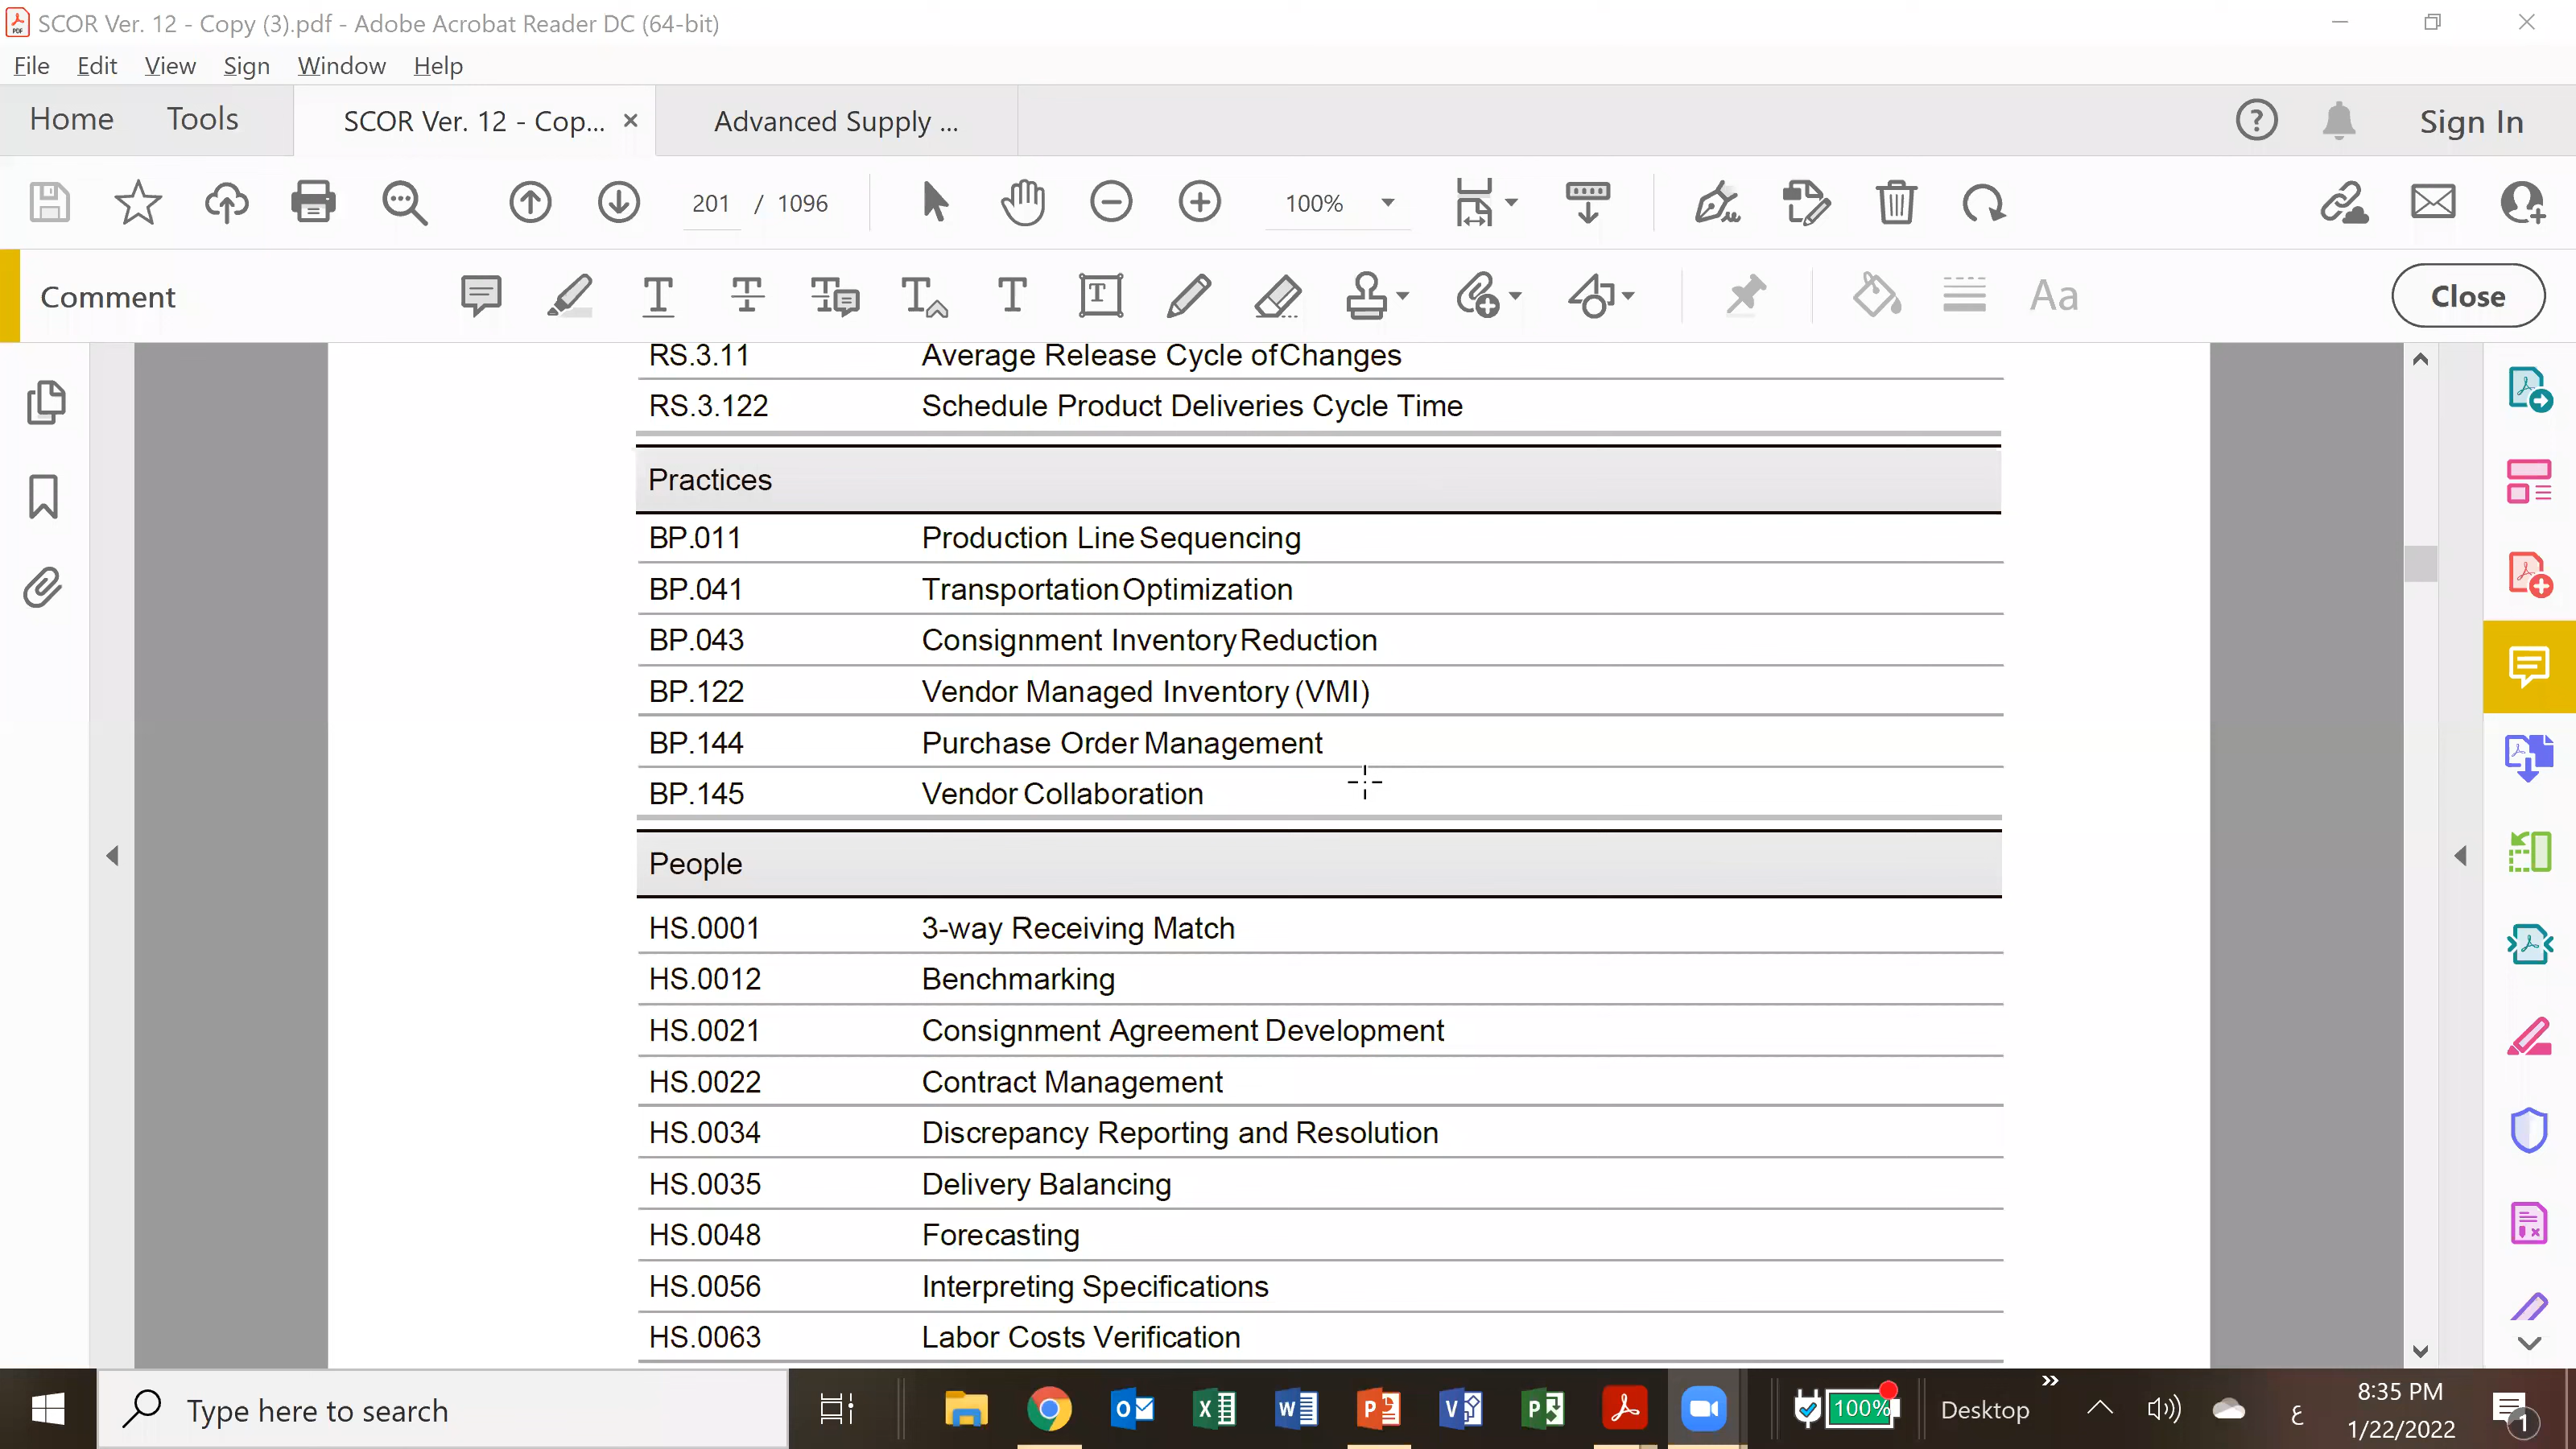 SCOR Ver. 12 - Copy (3).pdf - Adobe Acrobat Reader DC (64-bit)
File Edit View Sign Window Help
Home Tools SCOR Ver. 12 - Cop... × Advanced Supply ... Sign In
201 / 1096 100%
Comment Aa Close
RS.3.11 Average Release Cycle ofChanges
RS.3.122 Schedule Product Deliveries Cycle Time
Practices
BP.011 Production Line Sequencing
BP.041 Transportation Optimization
BP.043 Consignment Inventory Reduction
BP.122 Vendor Managed Inventory (VMI)
BP.144 Purchase Order Management
BP.145 Vendor Collaboration
People
HS.0001 3-way Receiving Match
HS.0012 Benchmarking
HS.0021 Consignment Agreement Development
HS.0022 Contract Management
HS.0034 Discrepancy Reporting and Resolution
HS.0035 Delivery Balancing
HS.0048 Forecasting
HS.0056 Interpreting Specifications
HS.0063 Labor Costs Verification
Type here to search 100% Desktop ع 8:35 PM
1/22/2022 1